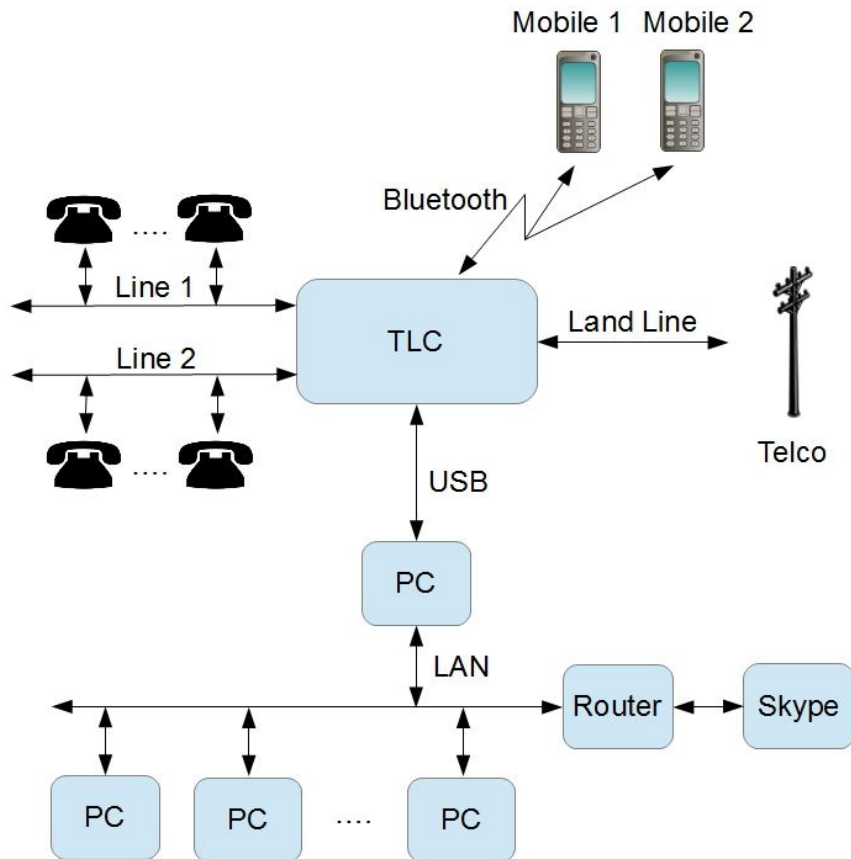 Mobile 1 Mobile 2
Bluetooth
....
Line 1
TLC
Land Line
Line 2
....
Telco
USB
PC
LAN
Router
Skype
PC
PC
....
PC